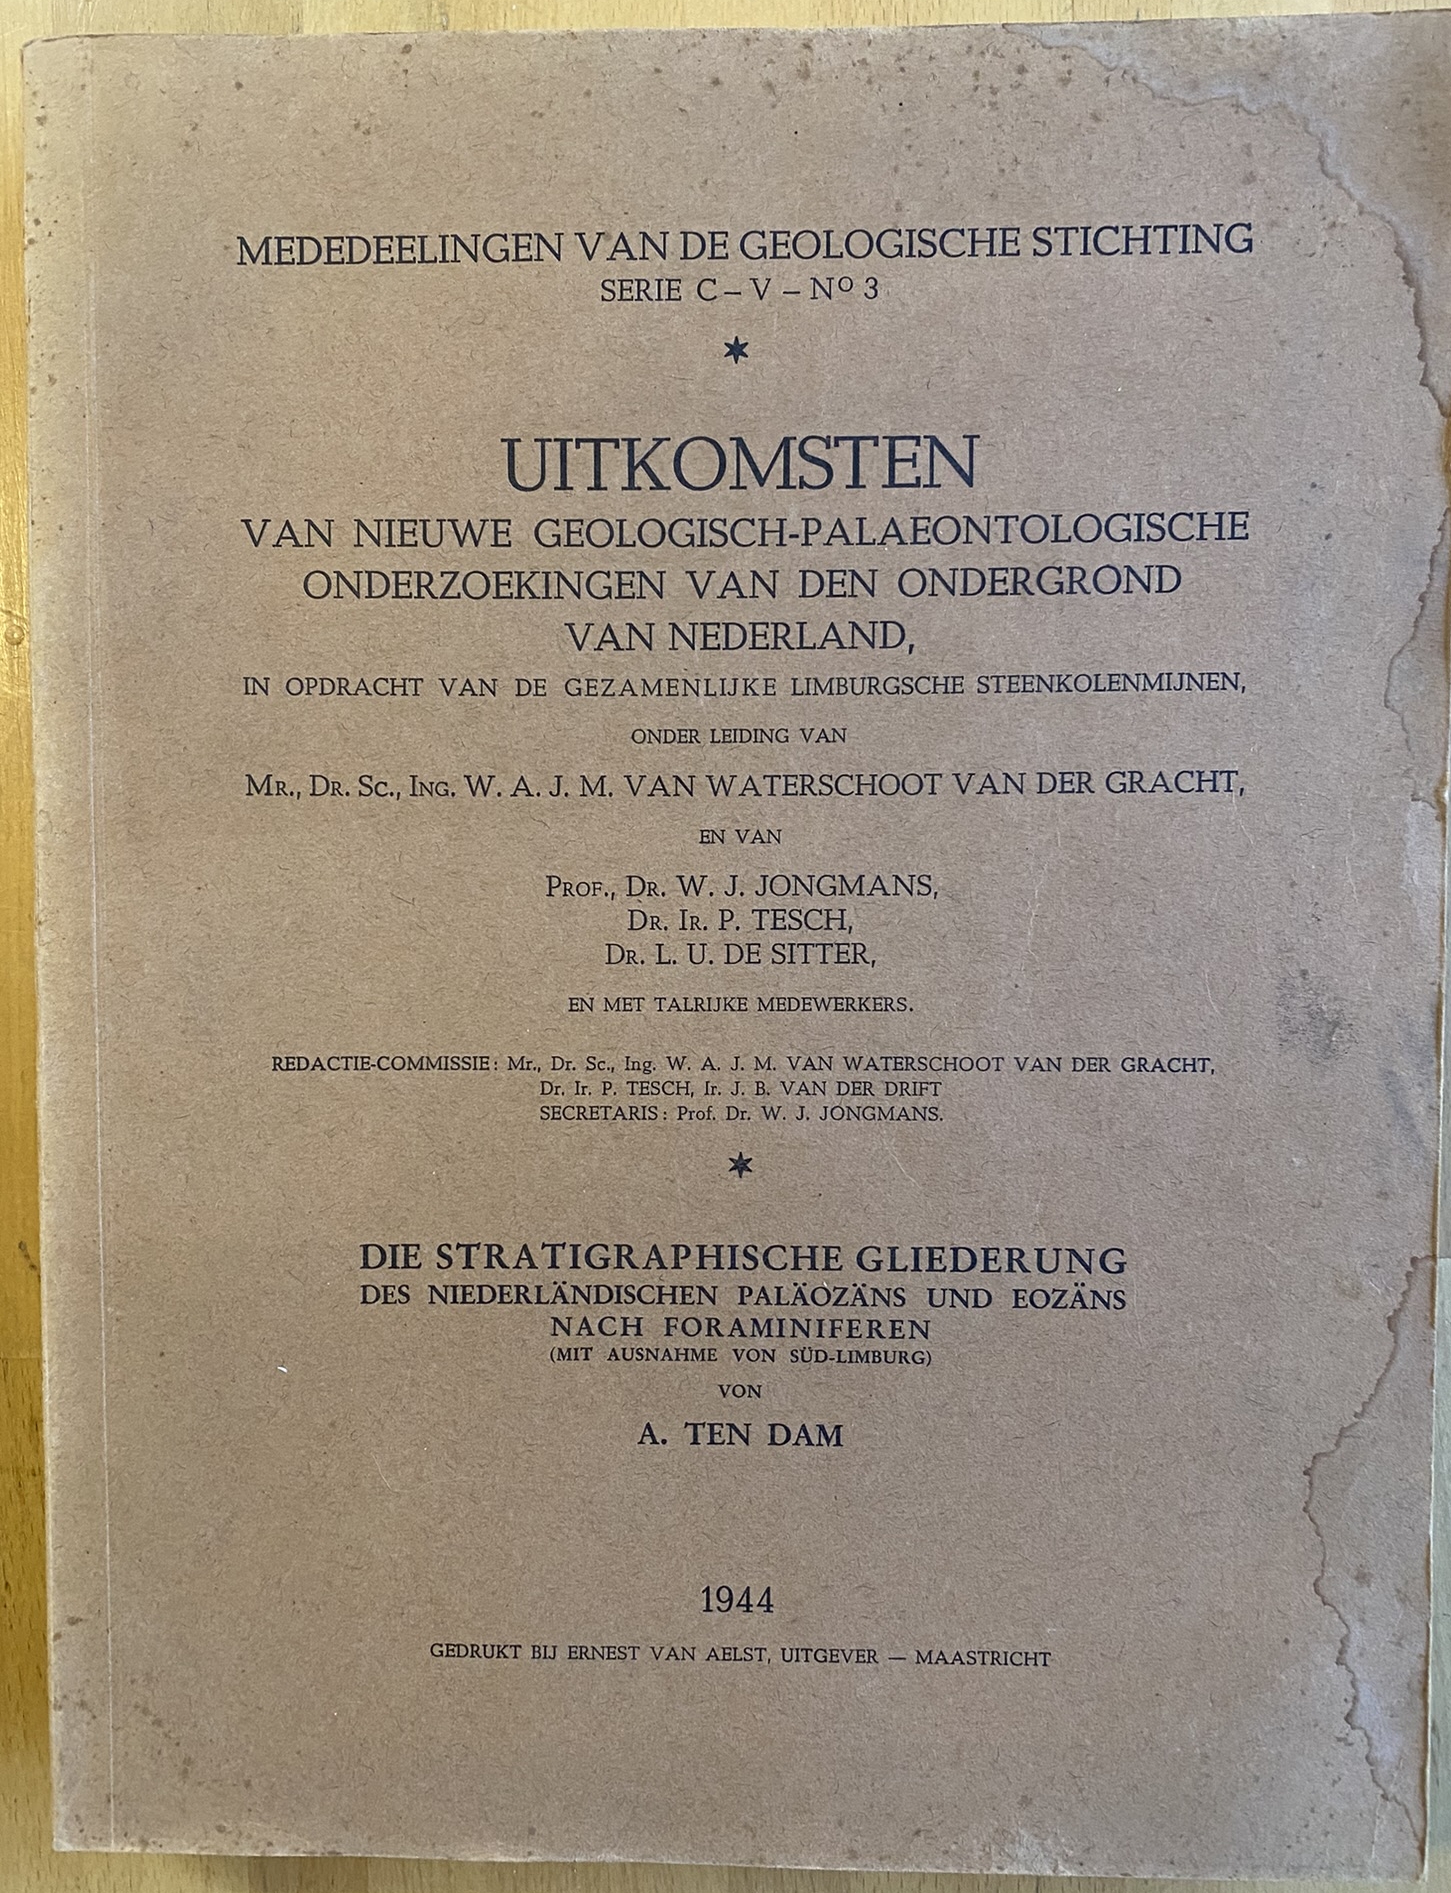 MEDEDEELINGEN VAN DE GEOLOGISCHE STICHTING
SERIE C – V – Nº 3
UITKOMSTEN
VAN NIEUWE GEOLOGISCH-PALAEONTOLOGISCHE
ONDERZOEKINGEN VAN DEN ONDERGROND
VAN NEDERLAND,
IN OPDRACHT VAN DE GEZAMENLIJKE LIMBURGSCHE STEENKOLENMIJNEN,
ONDER LEIDING VAN
MR., DR. SC., ING. W. A. J. M. VAN WATERSCHOOT VAN DER GRACHT,
EN VAN
PROF., DR. W. J. JONGMANS,
DR. IR. P. TESCH,
DR. L. U. DE SITTER,
EN MET TALRIJKE MEDEWERKERS.
REDACTIE-COMMISSIE: Mr., Dr. Sc., Ing. W. A. J. M. VAN WATERSCHOOT VAN DER GRACHT,
Dr. Ir. P. TESCH, Ir. J. B. VAN DER DRIFT
SECRETARIS: Prof. Dr. W. J. JONGMANS.
DIE STRATIGRAPHISCHE GLIEDERUNG
DES NIEDERLÄNDISCHEN PALÄOZÄNS UND EOZÄNS
NACH FORAMINIFEREN
(MIT AUSNAHME VON SÜD-LIMBURG)
VON
A. TEN DAM
1944
GEDRUKT BIJ ERNEST VAN AELST, UITGEVER — MAASTRICHT